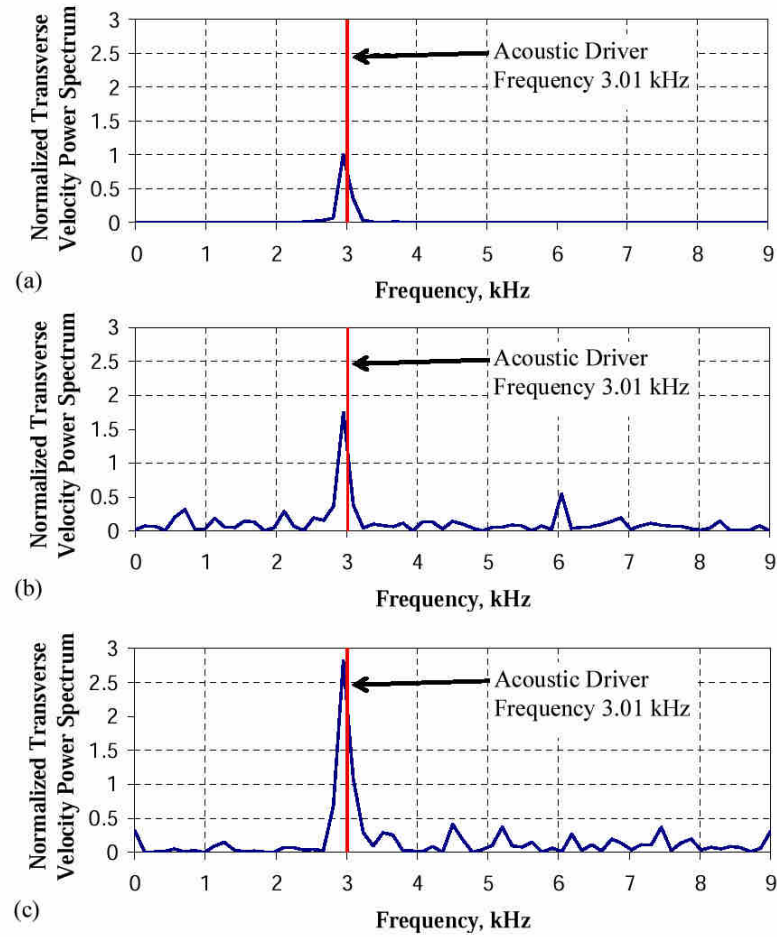 Normalized Transverse
Velocity Power Spectrum
3
2.5
2
1.5
1
0.5
0
Acoustic Driver
Frequency 3.01 kHz
0 1 2 3 4 5 6 7 8 9
Frequency, kHz
(a)
Normalized Transverse
Velocity Power Spectrum
3
2.5
2
1.5
1
0.5
0
Acoustic Driver
Frequency 3.01 kHz
0 1 2 3 4 5 6 7 8 9
Frequency, kHz
(b)
Normalized Transverse
Velocity Power Spectrum
3
2.5
2
1.5
1
0.5
0
Acoustic Driver
Frequency 3.01 kHz
0 1 2 3 4 5 6 7 8 9
Frequency, kHz
(c)